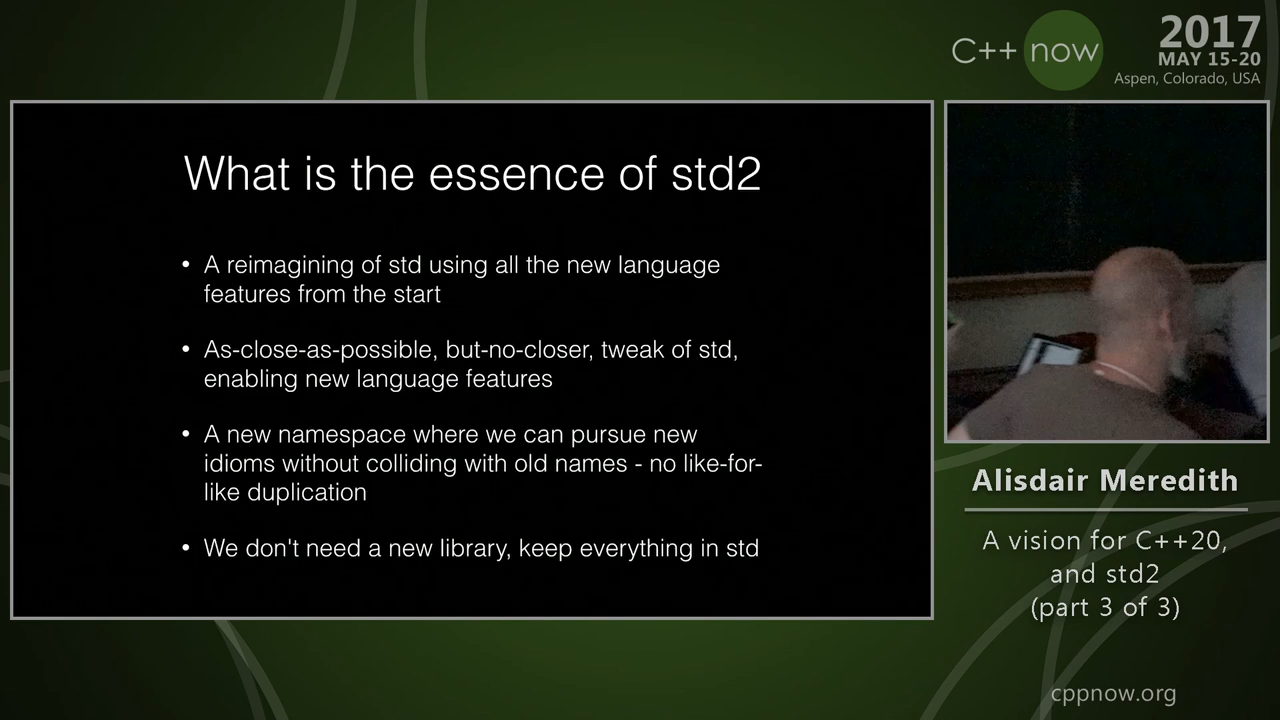 C++ now
2017
MAY 15-20
Aspen, Colorado, USA
What is the essence of std2
• A reimagining of std using all the new language
features from the start
• As-close-as-possible, but-no-closer, tweak of std,
enabling new language features
• A new namespace where we can pursue new
idioms without colliding with old names - no like-for-
like duplication
• We don't need a new library, keep everything in std
Alisdair Meredith
A vision for C++20,
and std2
(part 3 of 3)
cppnow.org